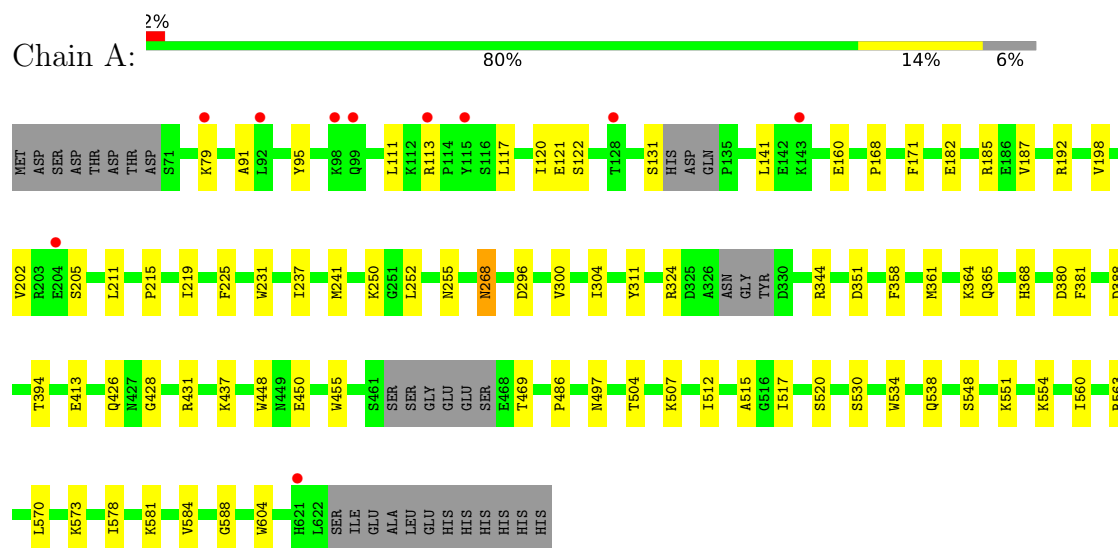 2%
Chain A:
80% 14% 6%
MET ASP SER ASP THR ASP THR ASP S71 K79 A91 L92 Y95 K98 Q99 L111 K112 R113 P114 Y115 S116 L117 I120 E121 S122 T128 S131 HIS ASP GLN P135 L141 E142 K143 E160 P168 F171 E182 R185 E186 V187 R192 V198
V202 R203 E204 S205 L211 P215 I219 F225 W231 I237 M241 K250 G251 L252 N255 N268 D296 V300 I304 Y311 R324 D325 A326 ASN GLY TYR D330 R344 D351 F358 M361 K364 Q365 H368 D380 F381
T394 E413 Q426 N427 G428 R431 K437 W448 N449 E450 W455 S461 SER SER GLY GLU GLU SER E468 T469 P486 N497 T504 K507 I512 A515 G516 I517 S520 S530 W534 Q538 S548 K551 K554 I560
L570 K573 I578 K581 V584 G588 W604 H621 L622 SER ILE GLU ALA LEU GLU HIS HIS HIS HIS HIS HIS